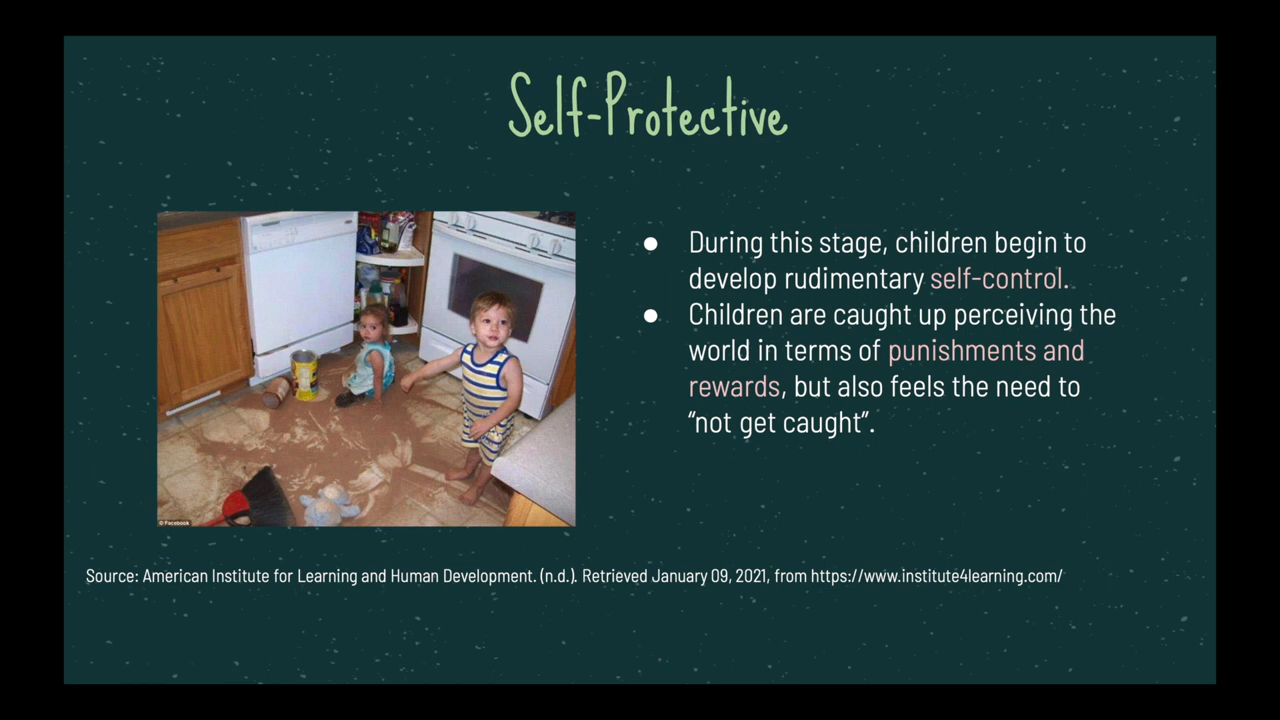 Self-Protective
● During this stage, children begin to
develop rudimentary self-control.
● Children are caught up perceiving the
world in terms of punishments and
rewards, but also feels the need to
“not get caught”.
© Facebook
Source: American Institute for Learning and Human Development. (n.d.). Retrieved January 09, 2021, from https://www.institute4learning.com/